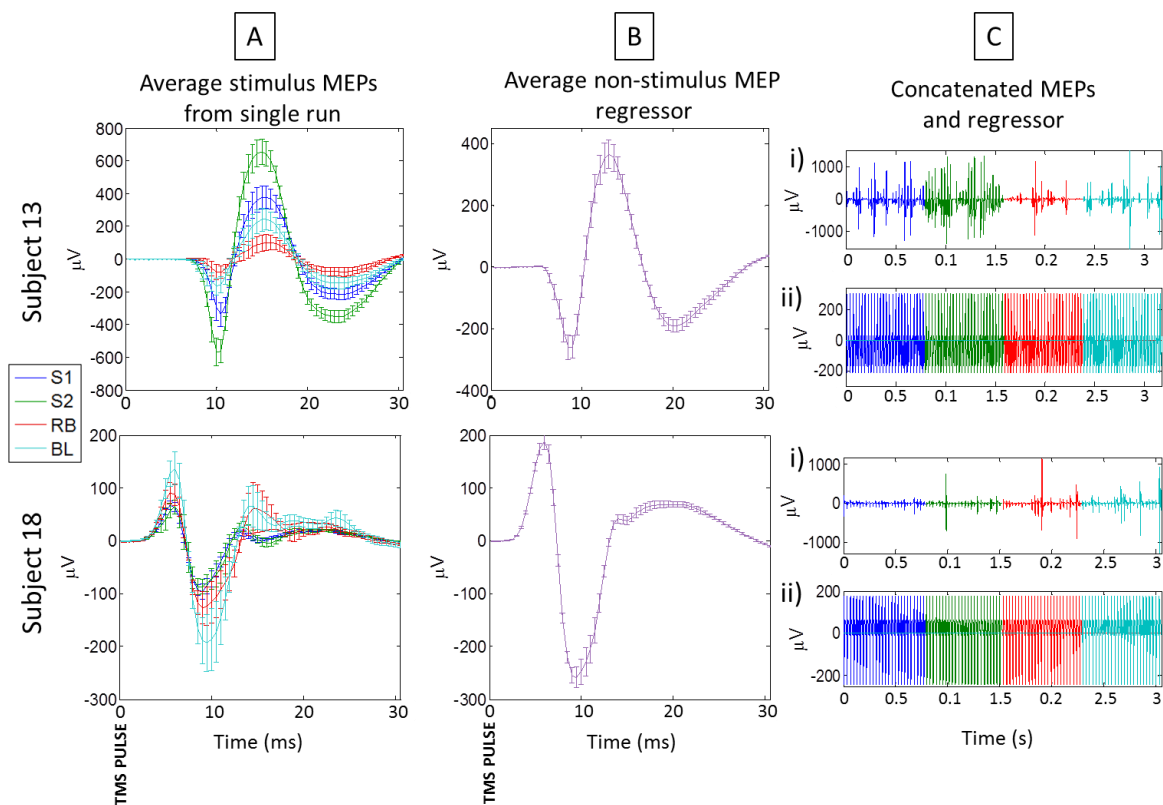 A
B
C
Average stimulus MEPs
from single run
Average non-stimulus MEP
regressor
Concatenated MEPs
and regressor
Subject 13
µV
800
600
400
200
0
-200
-400
-600
-800
0 10 20 30
µV
400
200
0
-200
-400
0 10 20 30
i)
µV
1000
0
-1000
0 0.5 0.1 1.5 0.2 1.5 3
ii)
µV
200
0
-200
0 0.5 1.0 1.5 0.2 2.5 3
S1
S2
RB
BL
Subject 18
µV
200
100
0
-100
-200
-300
0 10 20 30
TMS PULSE
Time (ms)
µV
200
100
0
-100
-200
-300
0 10 20 30
TMS PULSE
Time (ms)
i)
µV
1000
0
-1000
0 0.5 0.1 1.5 0.2 2.5 3
ii)
µV
200
0
-200
0 0.5 0.1 1.5 0.2 2.5 3
Time (s)